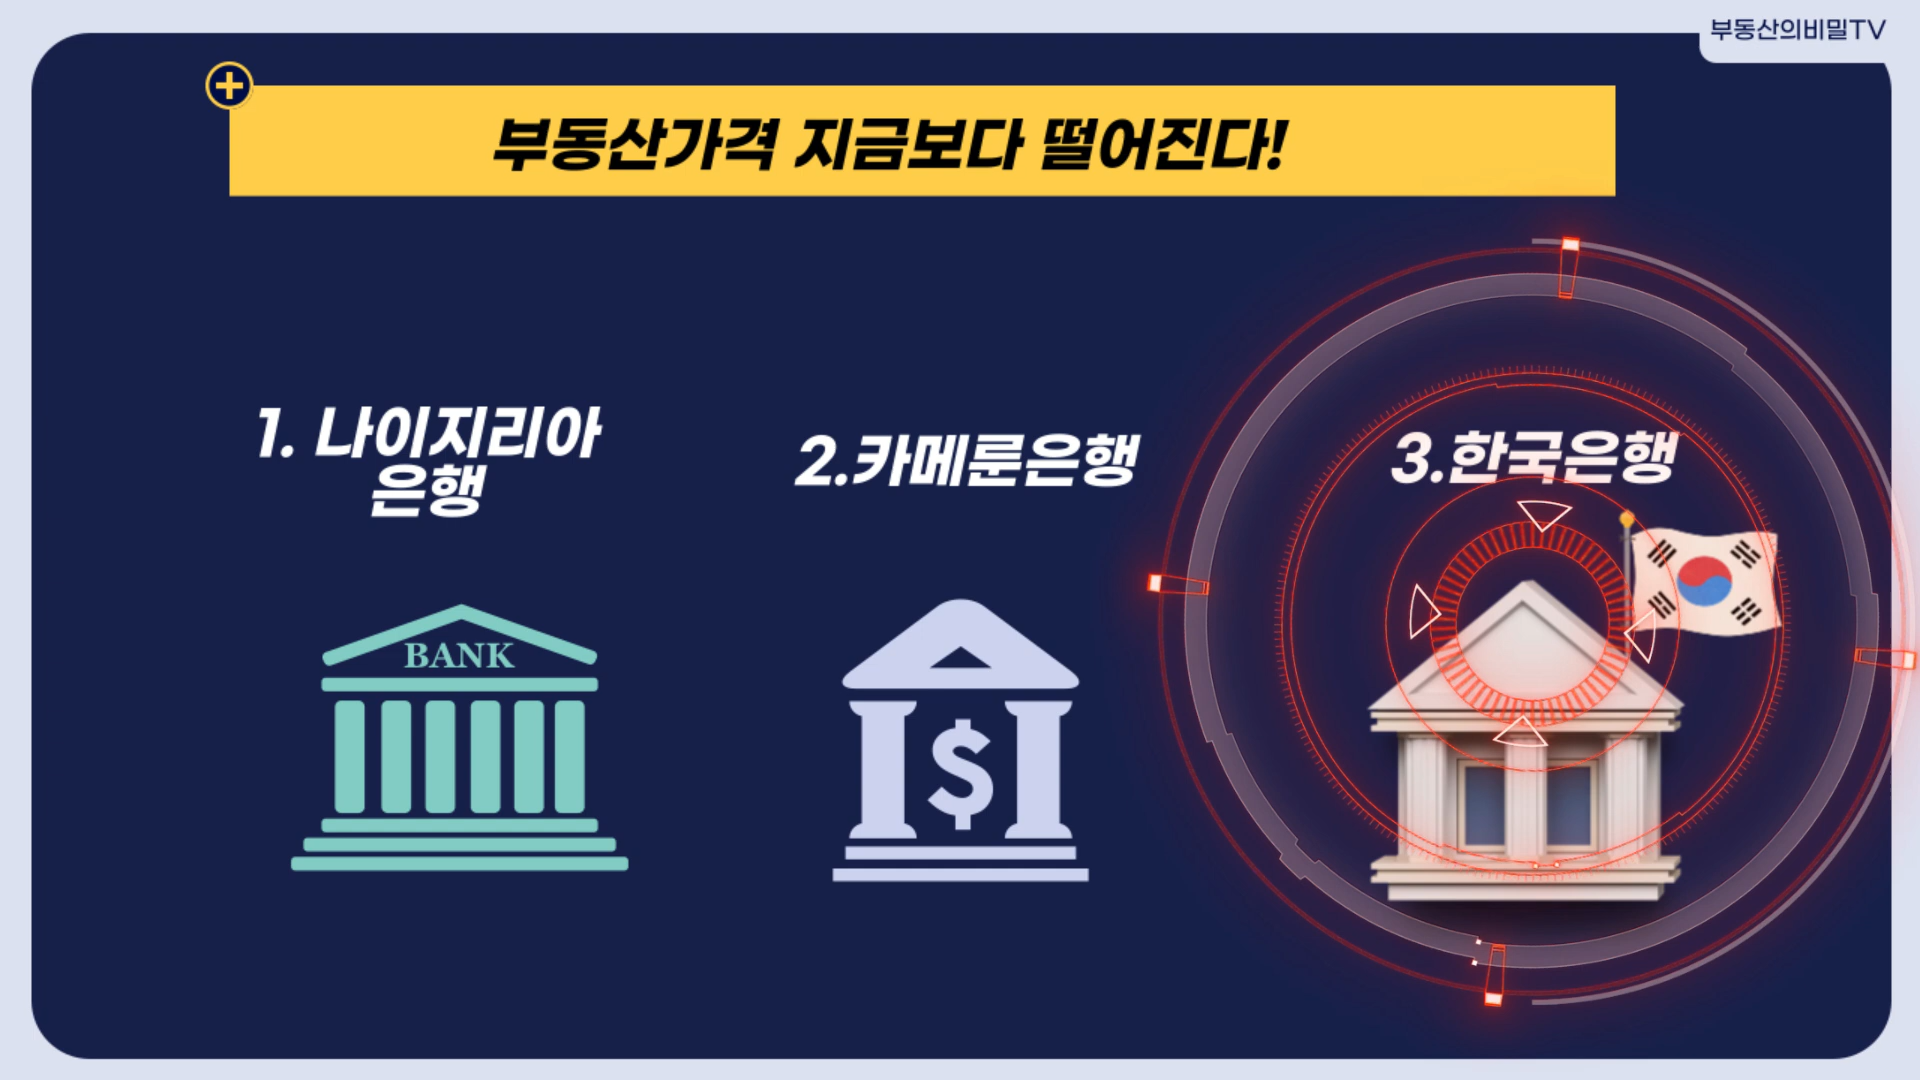 부동산의비밀TV
부동산가격 지금보다 떨어진다!
1. 나이지리아
은행
2.카메룬은행
3.한국은행
BANK
$